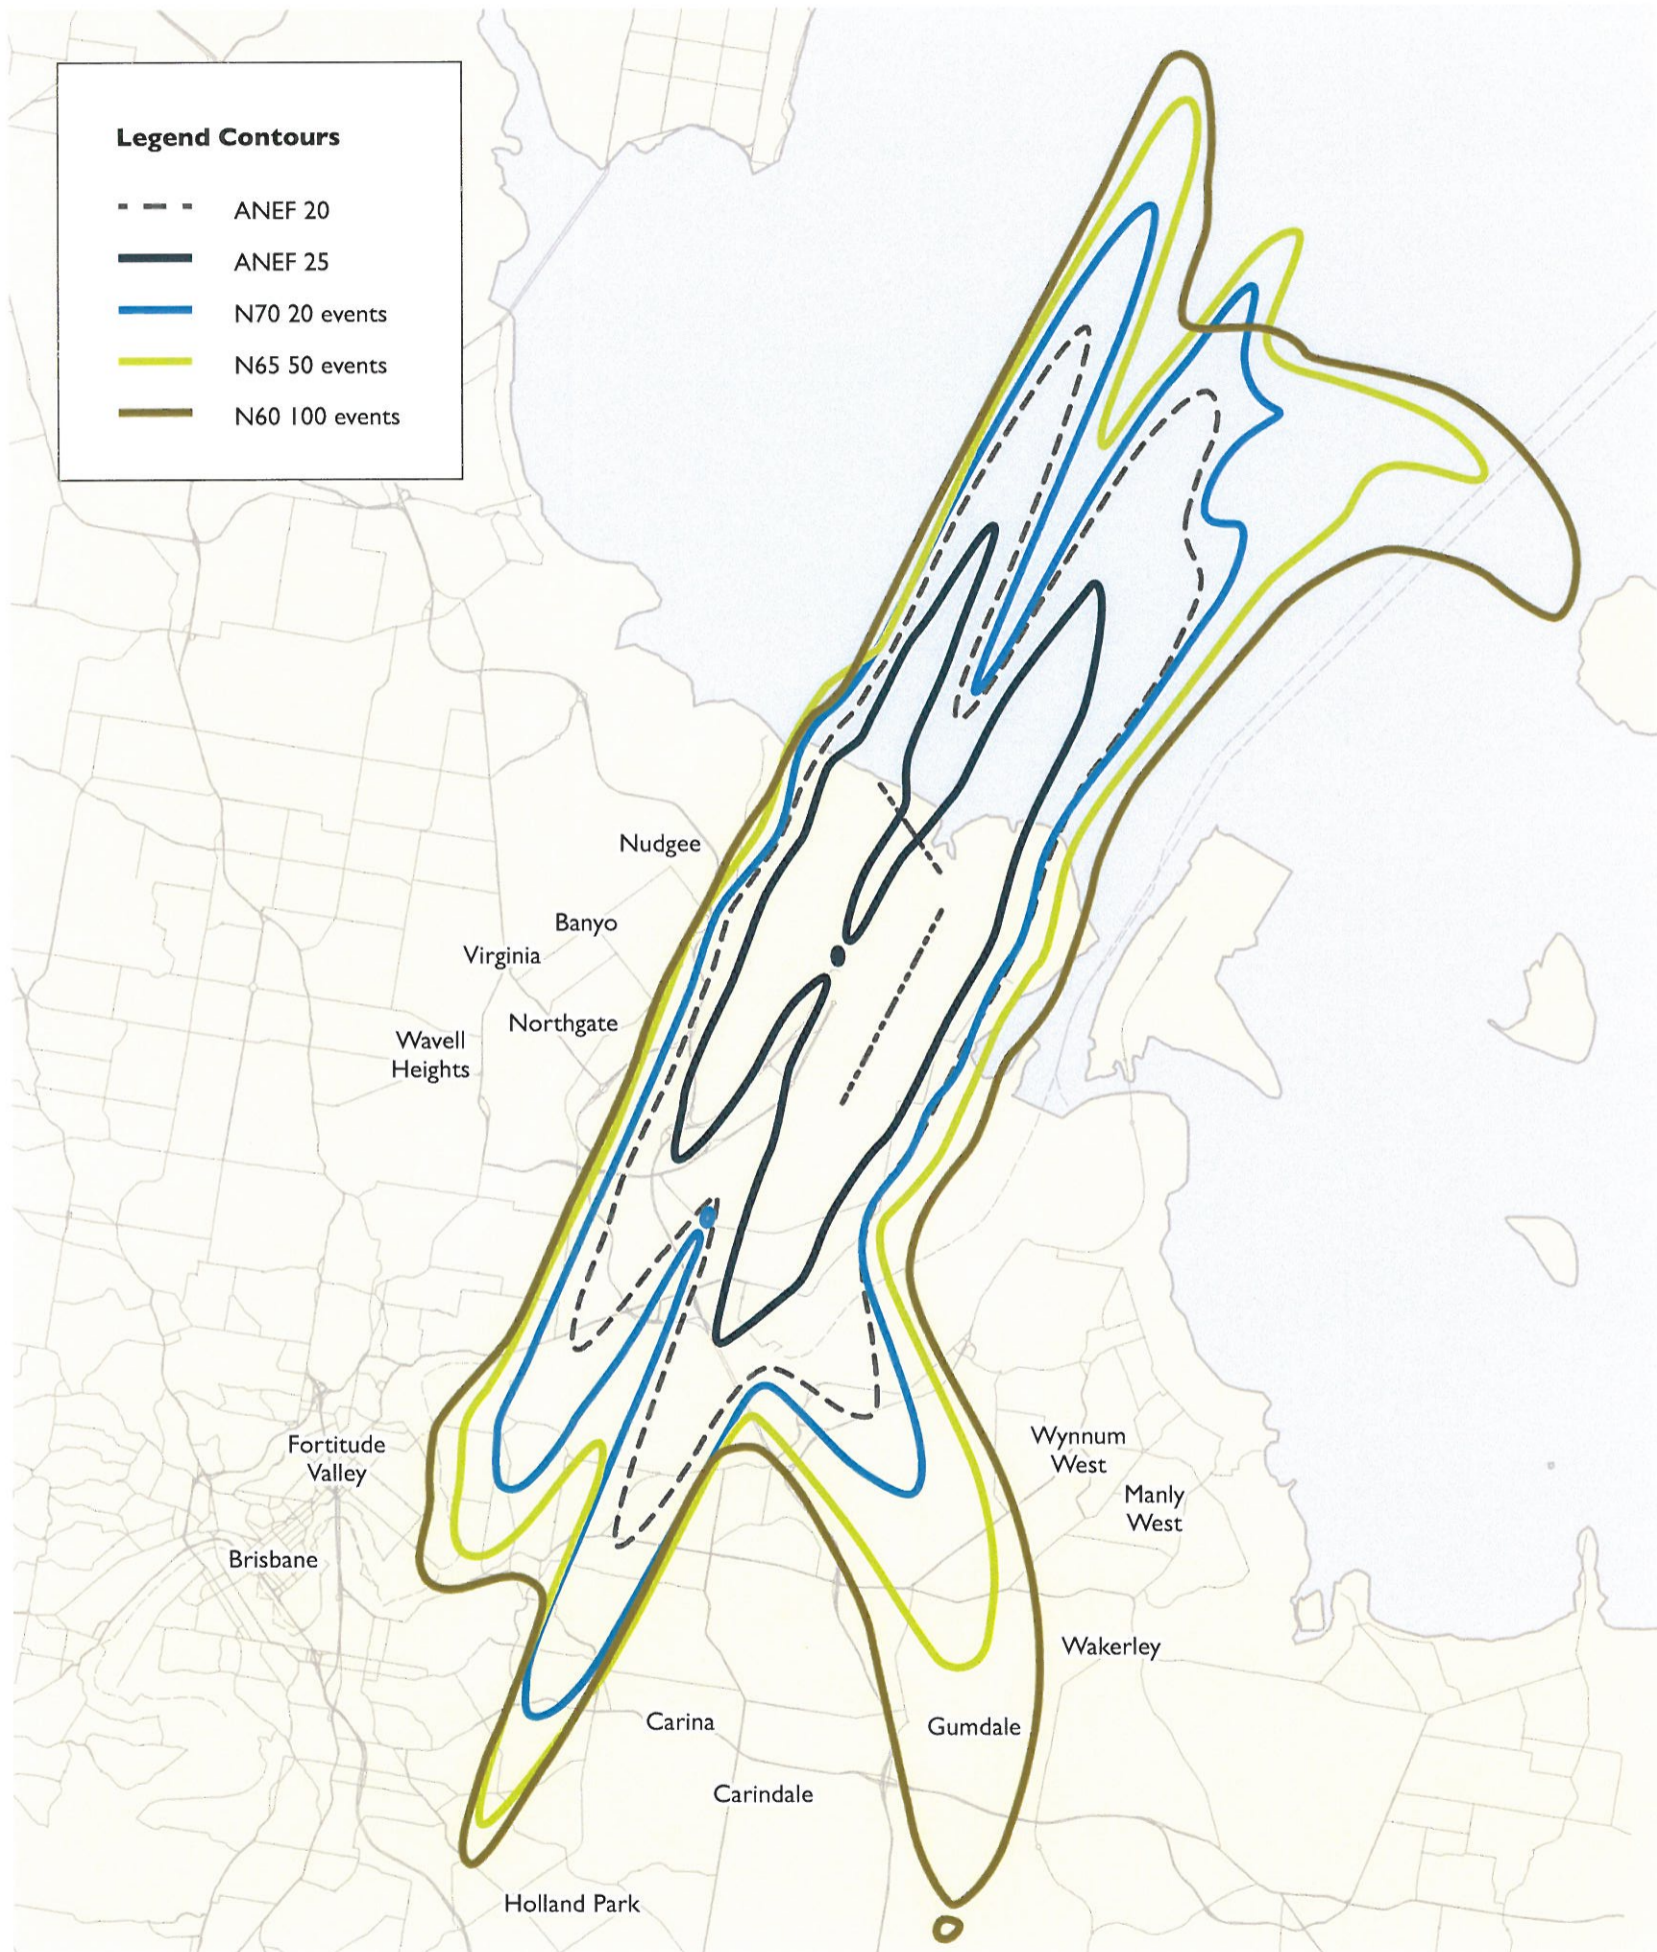 Legend Contours
ANEF 20
ANEF 25
N70 20 events
N65 50 events
N60 100 events
Nudgee
Banyo
Virginia
Northgate
Wavell
Heights
Fortitude
Valley
Wynnum
West
Manly
West
Brisbane
Wakerley
Carina
Gumdale
Carindale
Holland Park